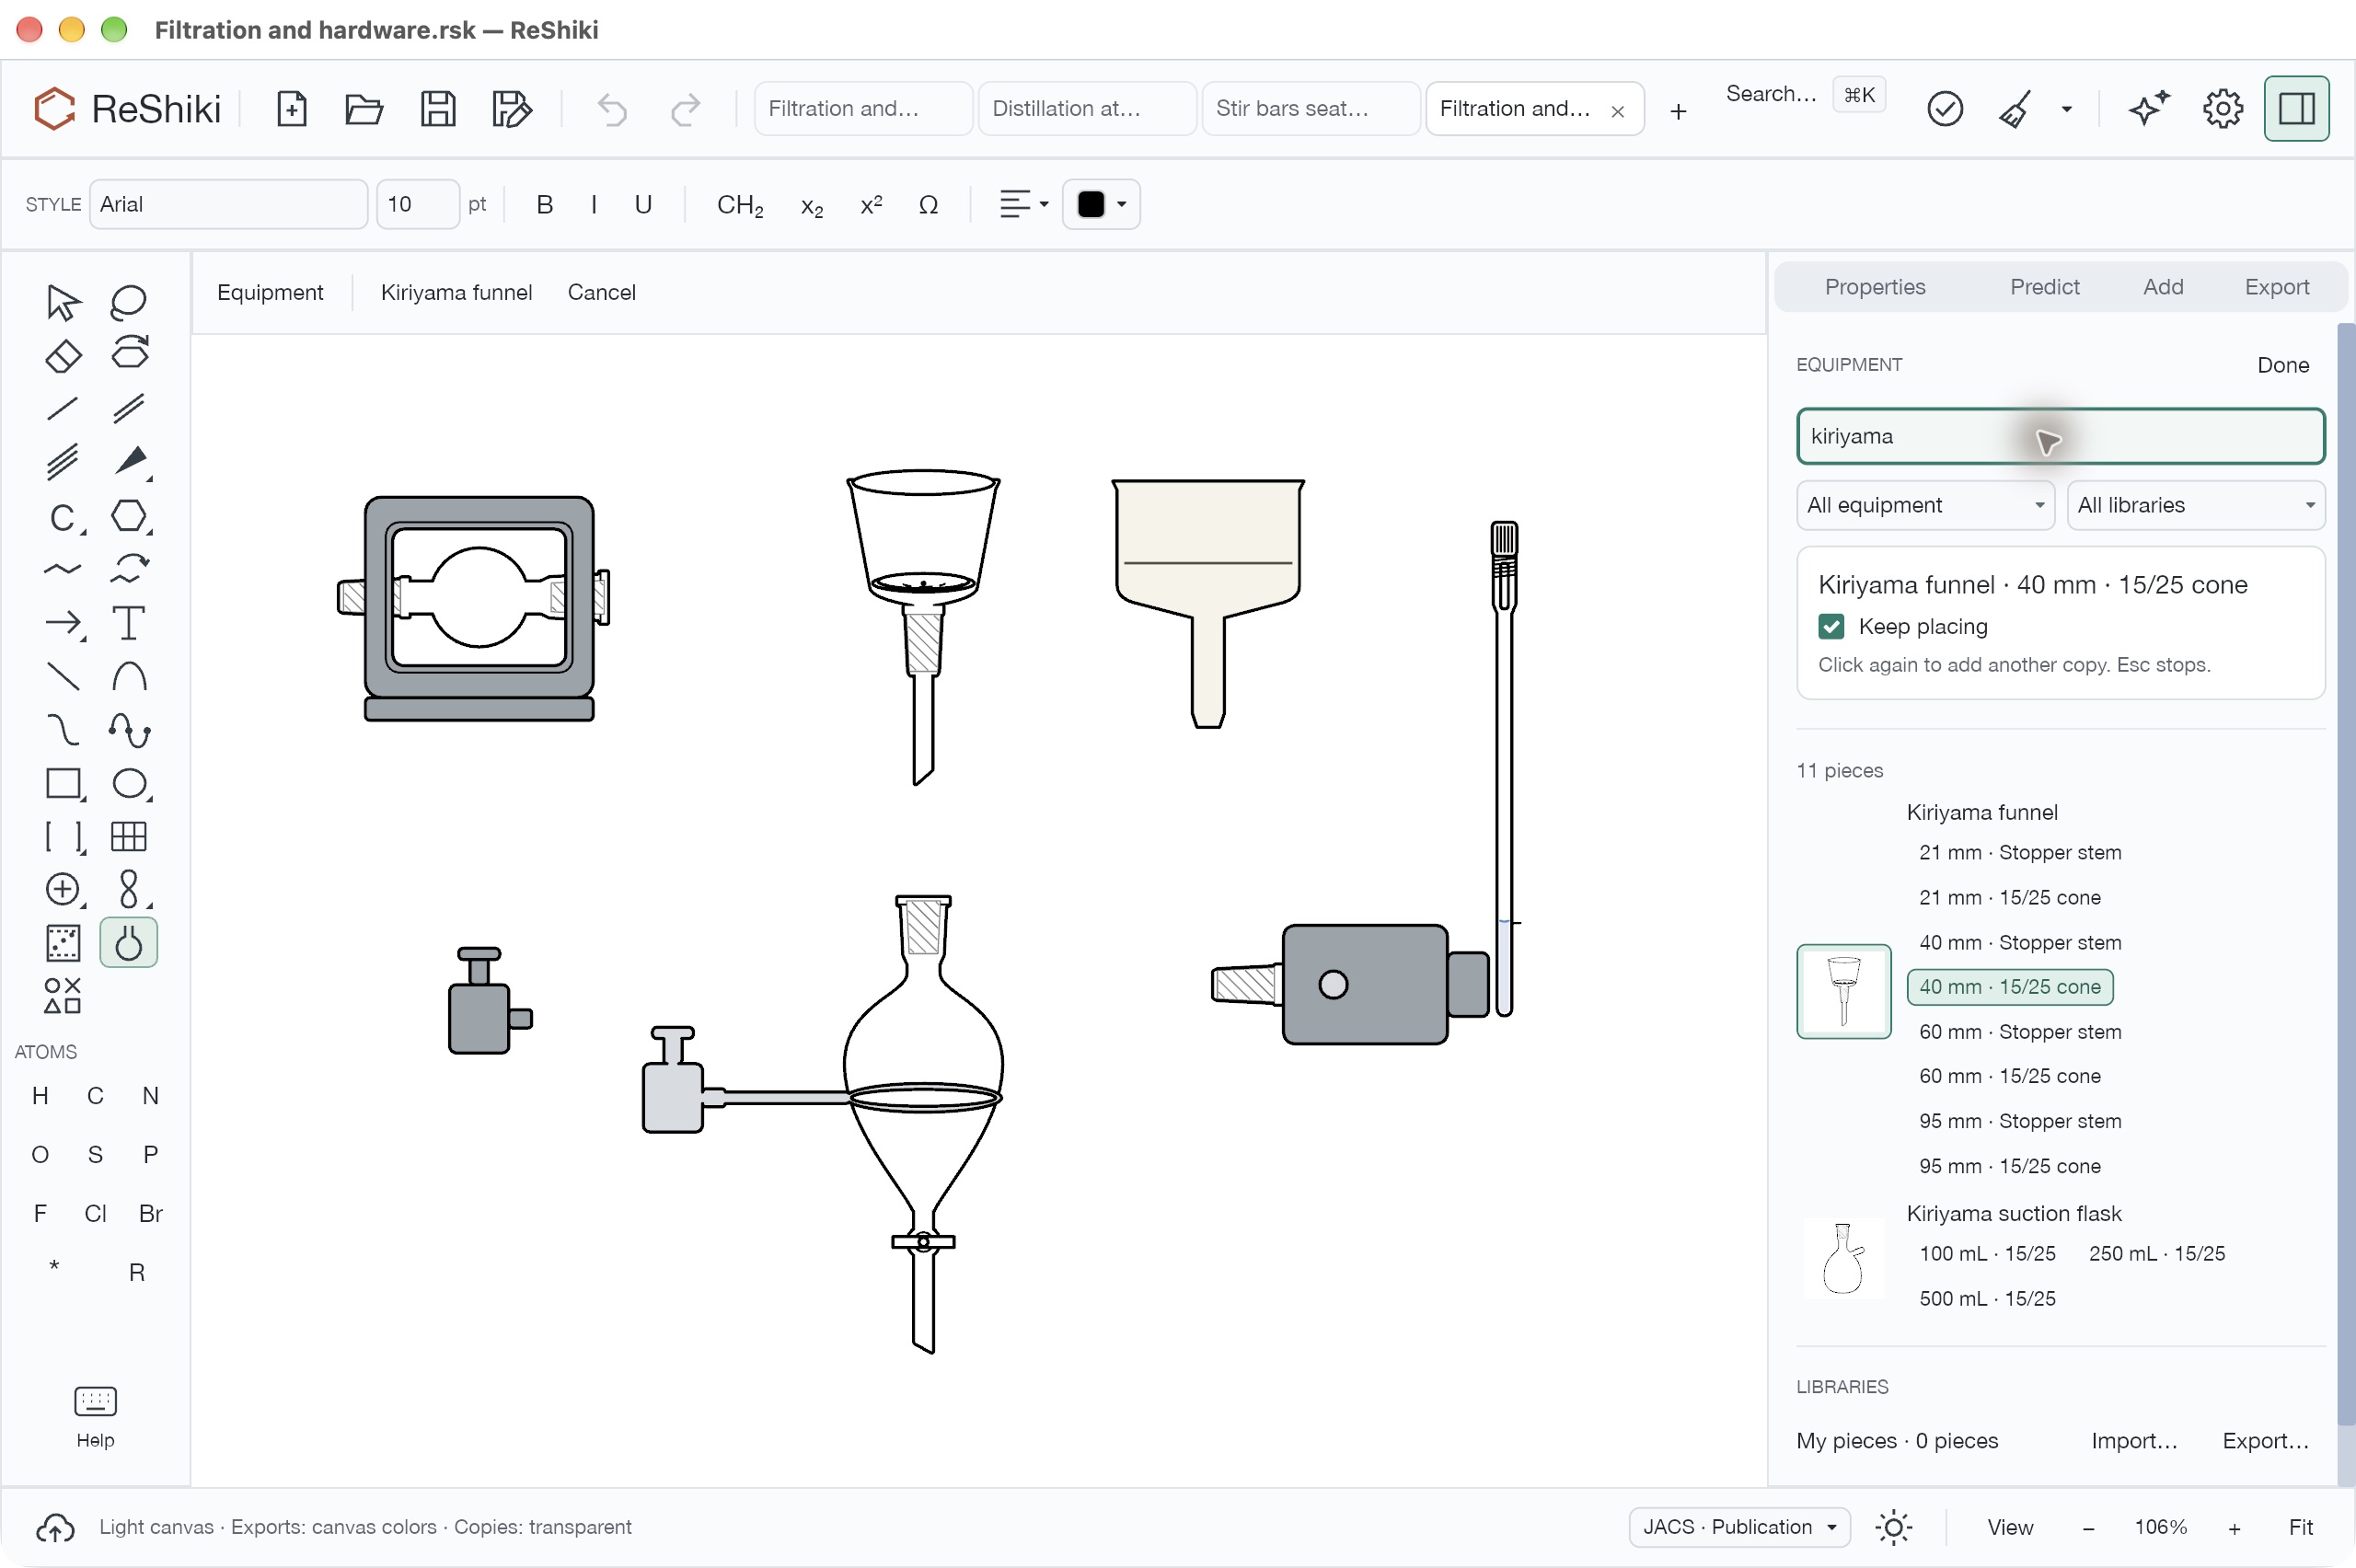 Filtration and hardware.rsk — ReShiki
ReShiki
Filtration and...
Distillation at...
Stir bars seat...
Filtration and... ×
+
Search... ⌘K
STYLE Arial 10 pt B I U CH₂ x₂ x² Ω
Equipment Kiriyama funnel Cancel
C
T
ATOMS
H C N
O S P
F Cl Br
* R
Help
Properties Predict Add Export
EQUIPMENT Done
kiriyama
All equipment All libraries
Kiriyama funnel · 40 mm · 15/25 cone
Keep placing
Click again to add another copy. Esc stops.
11 pieces
Kiriyama funnel
21 mm · Stopper stem
21 mm · 15/25 cone
40 mm · Stopper stem
40 mm · 15/25 cone
60 mm · Stopper stem
60 mm · 15/25 cone
95 mm · Stopper stem
95 mm · 15/25 cone
Kiriyama suction flask
100 mL · 15/25 250 mL · 15/25
500 mL · 15/25
LIBRARIES
My pieces · 0 pieces Import... Export...
Light canvas · Exports: canvas colors · Copies: transparent
JACS · Publication View − 106% + Fit